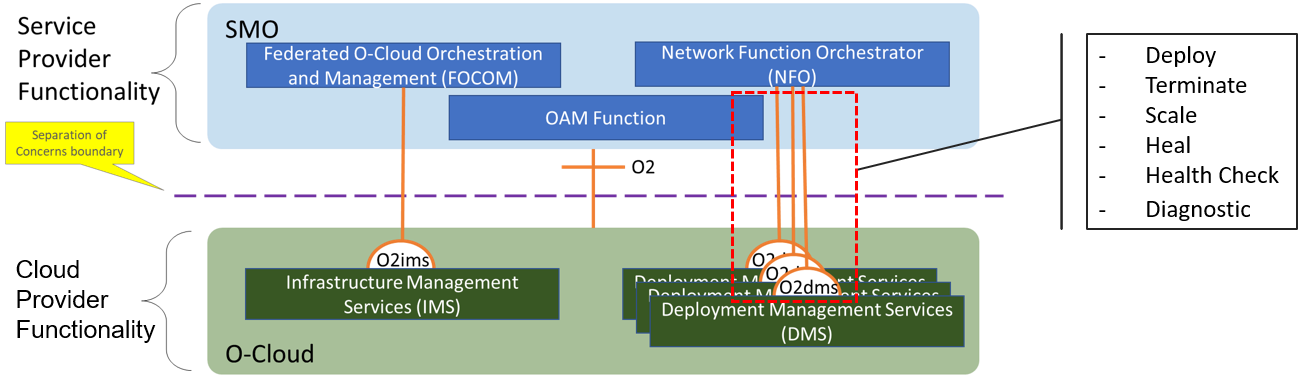 Service
Provider
Functionality
SMO
Federated O-Cloud Orchestration
and Management (FOCOM)
Network Function Orchestrator
(NFO)
OAM Function
- Deploy
- Terminate
- Scale
- Heal
- Health Check
- Diagnostic
Separation of
Concerns boundary
O2
Cloud
Provider
Functionality
O2ims
Infrastructure Management
Services (IMS)
O2dms
Deployment Management Services
(DMS)
O-Cloud